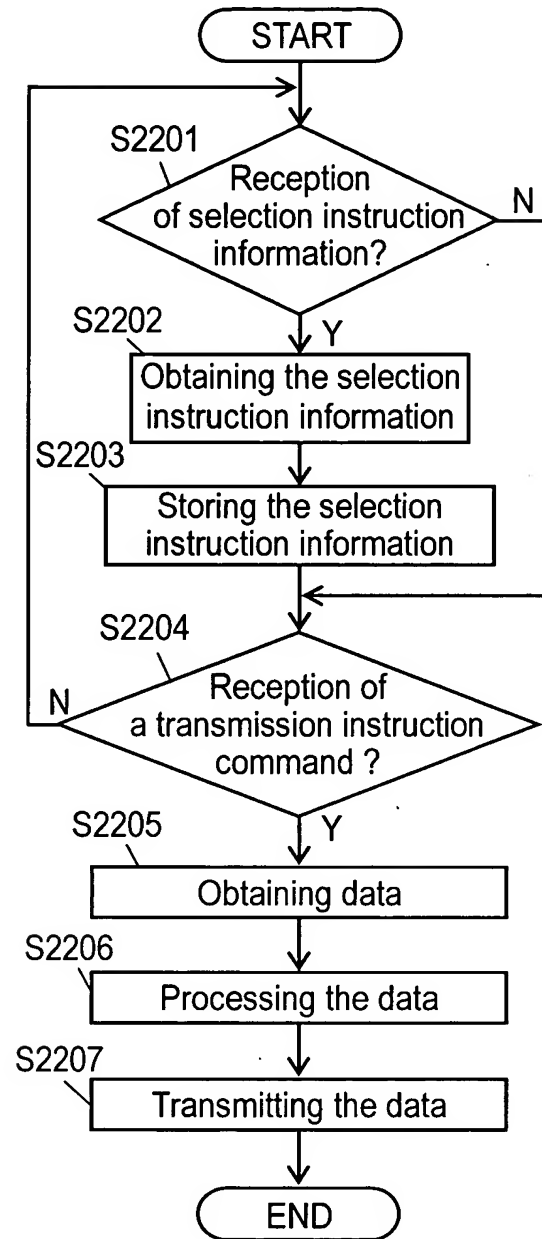 START
S2201
Reception
of selection instruction
information?
N
S2202
Y
Obtaining the selection
instruction information
S2203
Storing the selection
instruction information
S2204
Reception of
a transmission instruction
command ?
N
Y
S2205
Obtaining data
S2206
Processing the data
S2207
Transmitting the data
END